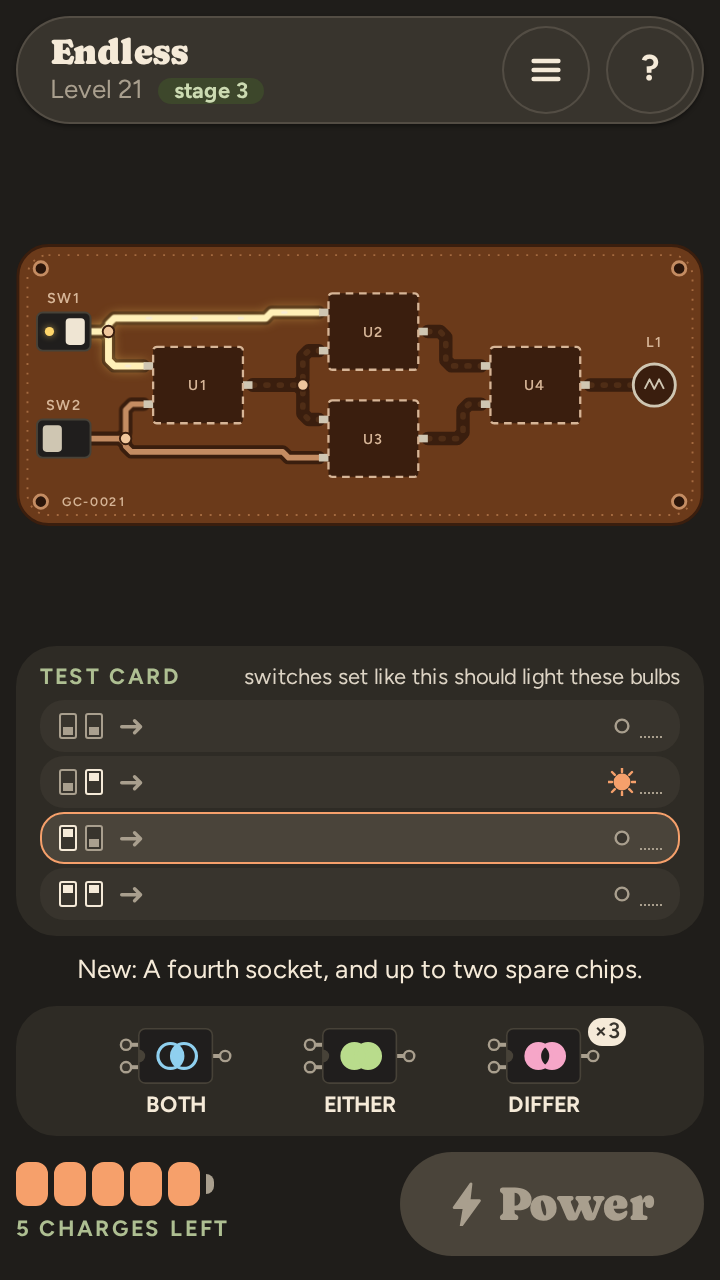 Endless
Level 21 stage 3
?
SW1
U2
L1
U1
U4
SW2
U3
GC-0021
TEST CARD switches set like this should light these bulbs
New: A fourth socket, and up to two spare chips.
×3
BOTH EITHER DIFFER
5 CHARGES LEFT
Power